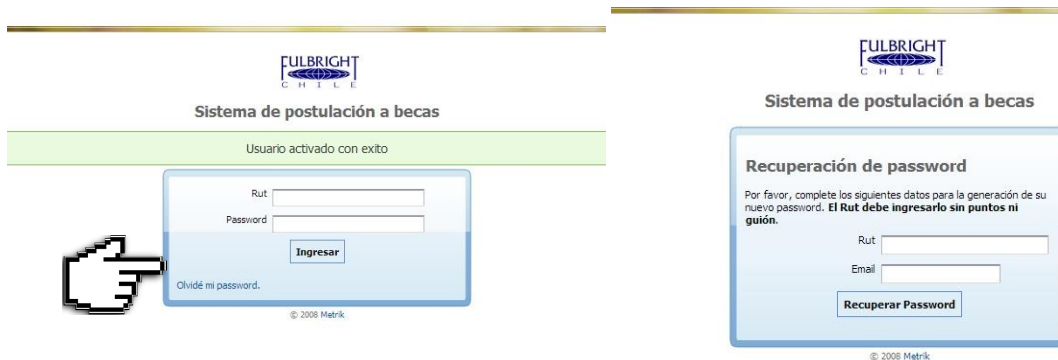 FULBRIGHT
CHILE
Sistema de postulación a becas
Usuario activado con exito
Rut
Password
Ingresar
Olvidé mi password.
© 2008 Metrik
FULBRIGHT
CHILE
Sistema de postulación a becas
Recuperación de password
Por favor, complete los siguientes datos para la generación de su
nuevo password. El Rut debe ingresarlo sin puntos ni
guión.
Rut
Email
Recuperar Password
© 2008 Metrik